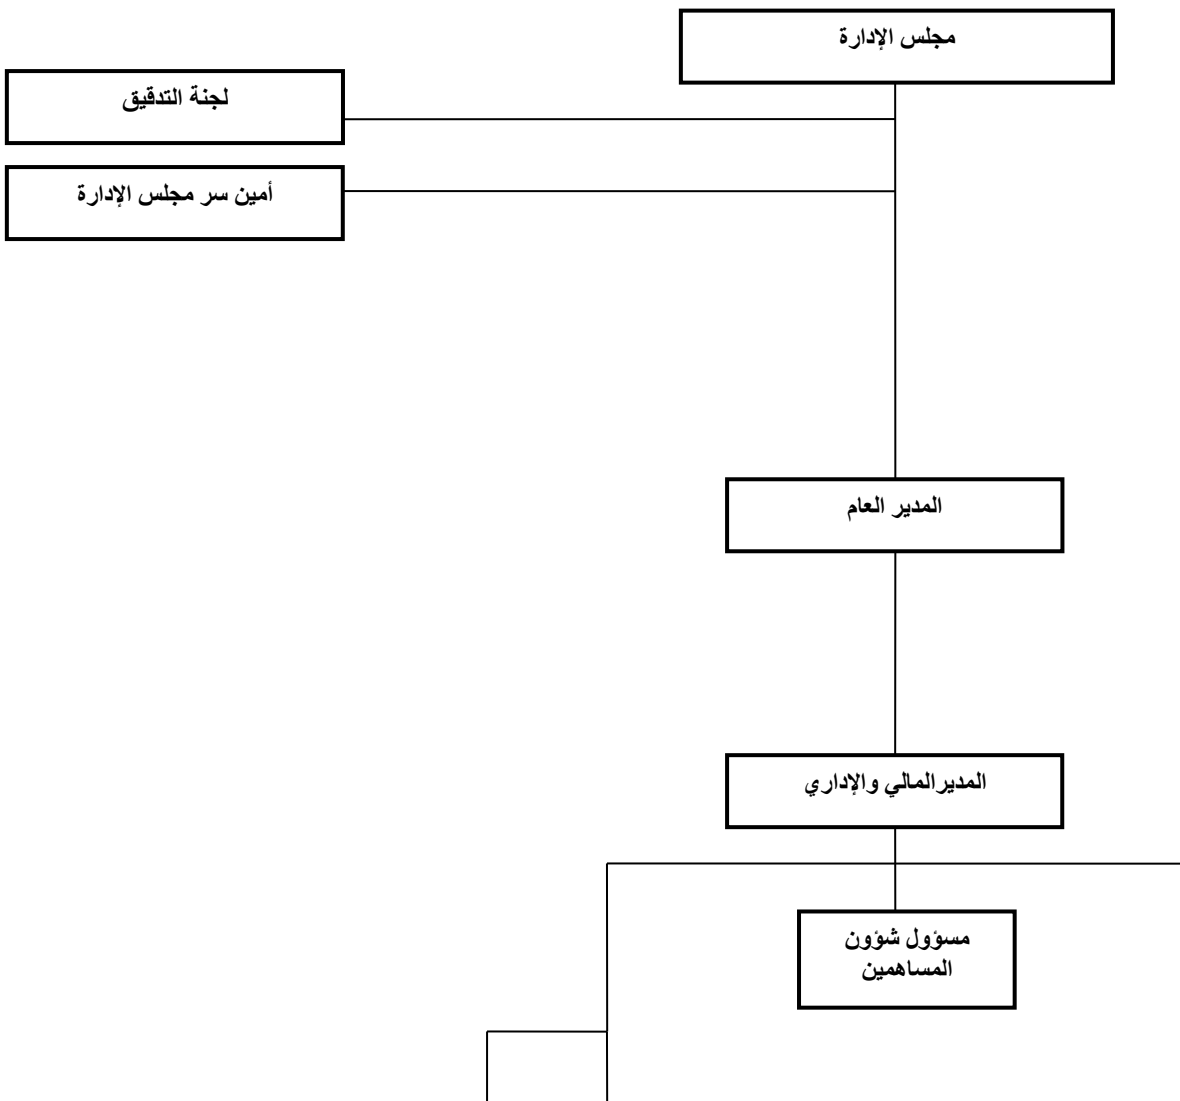 مجلس الإدارة
لجنة التدقيق
أمين سر مجلس الإدارة
المدير العام
المديرالمالي والإداري
مسؤول شؤون
المساهمين